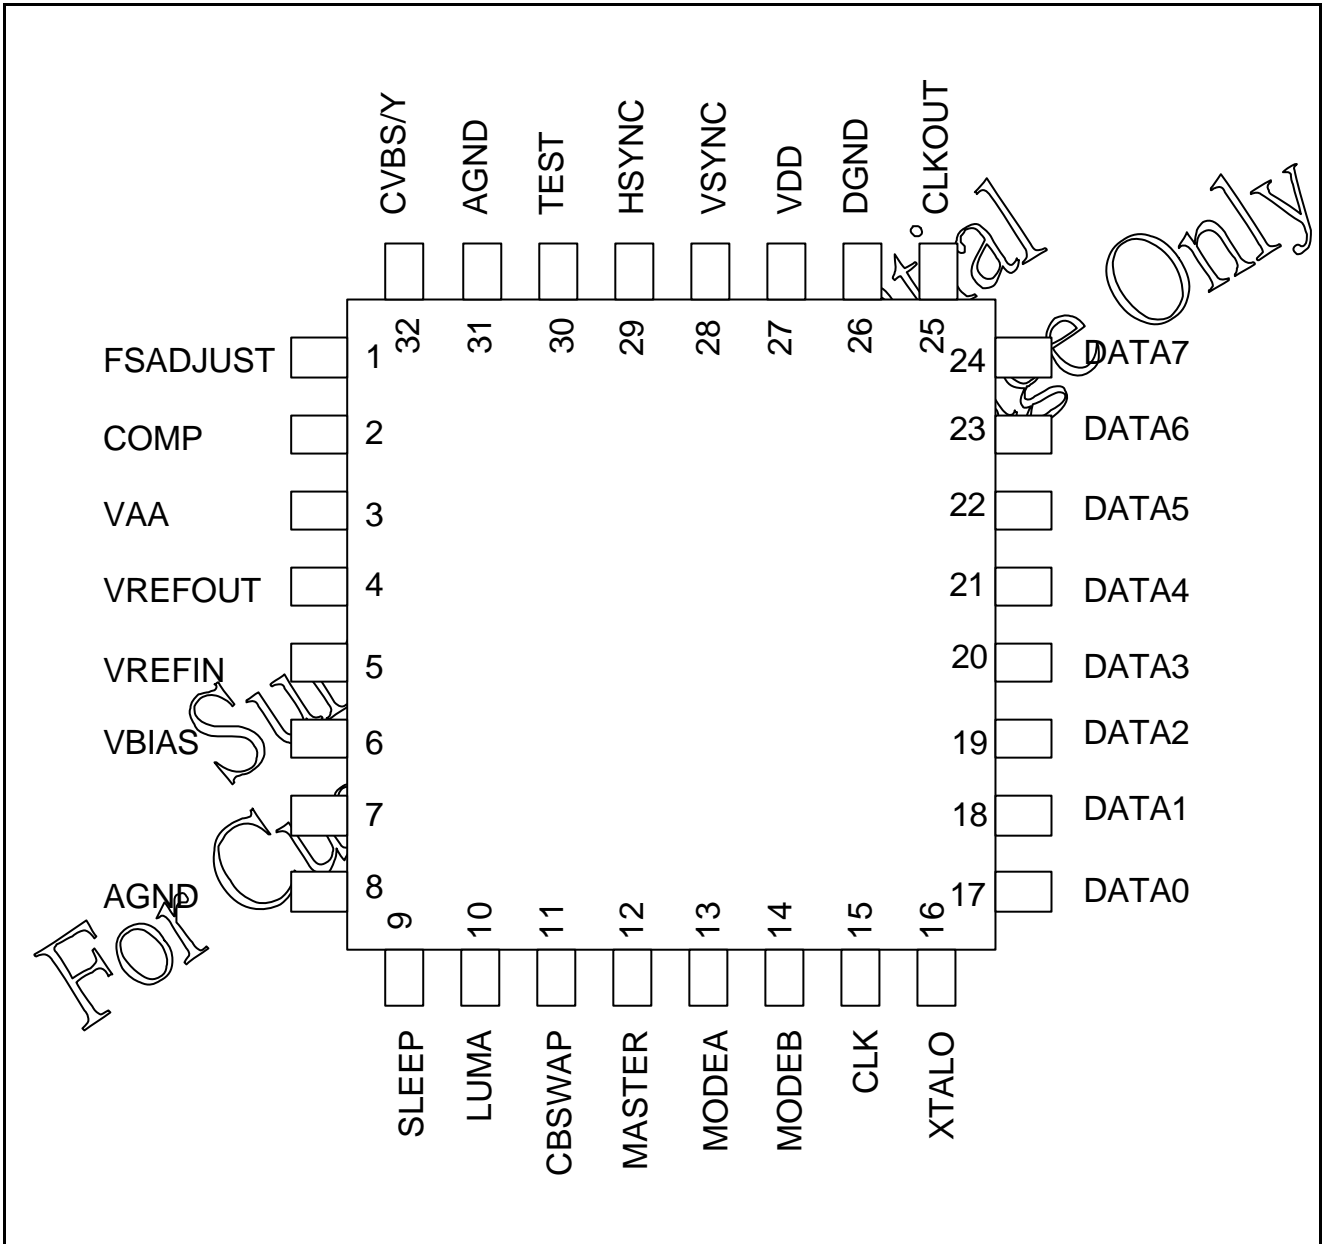 CVBS/Y
AGND
TEST
HSYNC
VSYNC
VDD
DGND
CLKOUT
32
31
30
29
28
27
26
25
FSADJUST 1
COMP 2
VAA 3
VREFOUT 4
VREFIN 5
VBIAS 6
7
AGND 8
24 DATA7
23 DATA6
22 DATA5
21 DATA4
20 DATA3
19 DATA2
18 DATA1
17 DATA0
9
10
11
12
13
14
15
16
SLEEP
LUMA
CBSWAP
MASTER
MODEA
MODEB
CLK
XTALO
For
Only